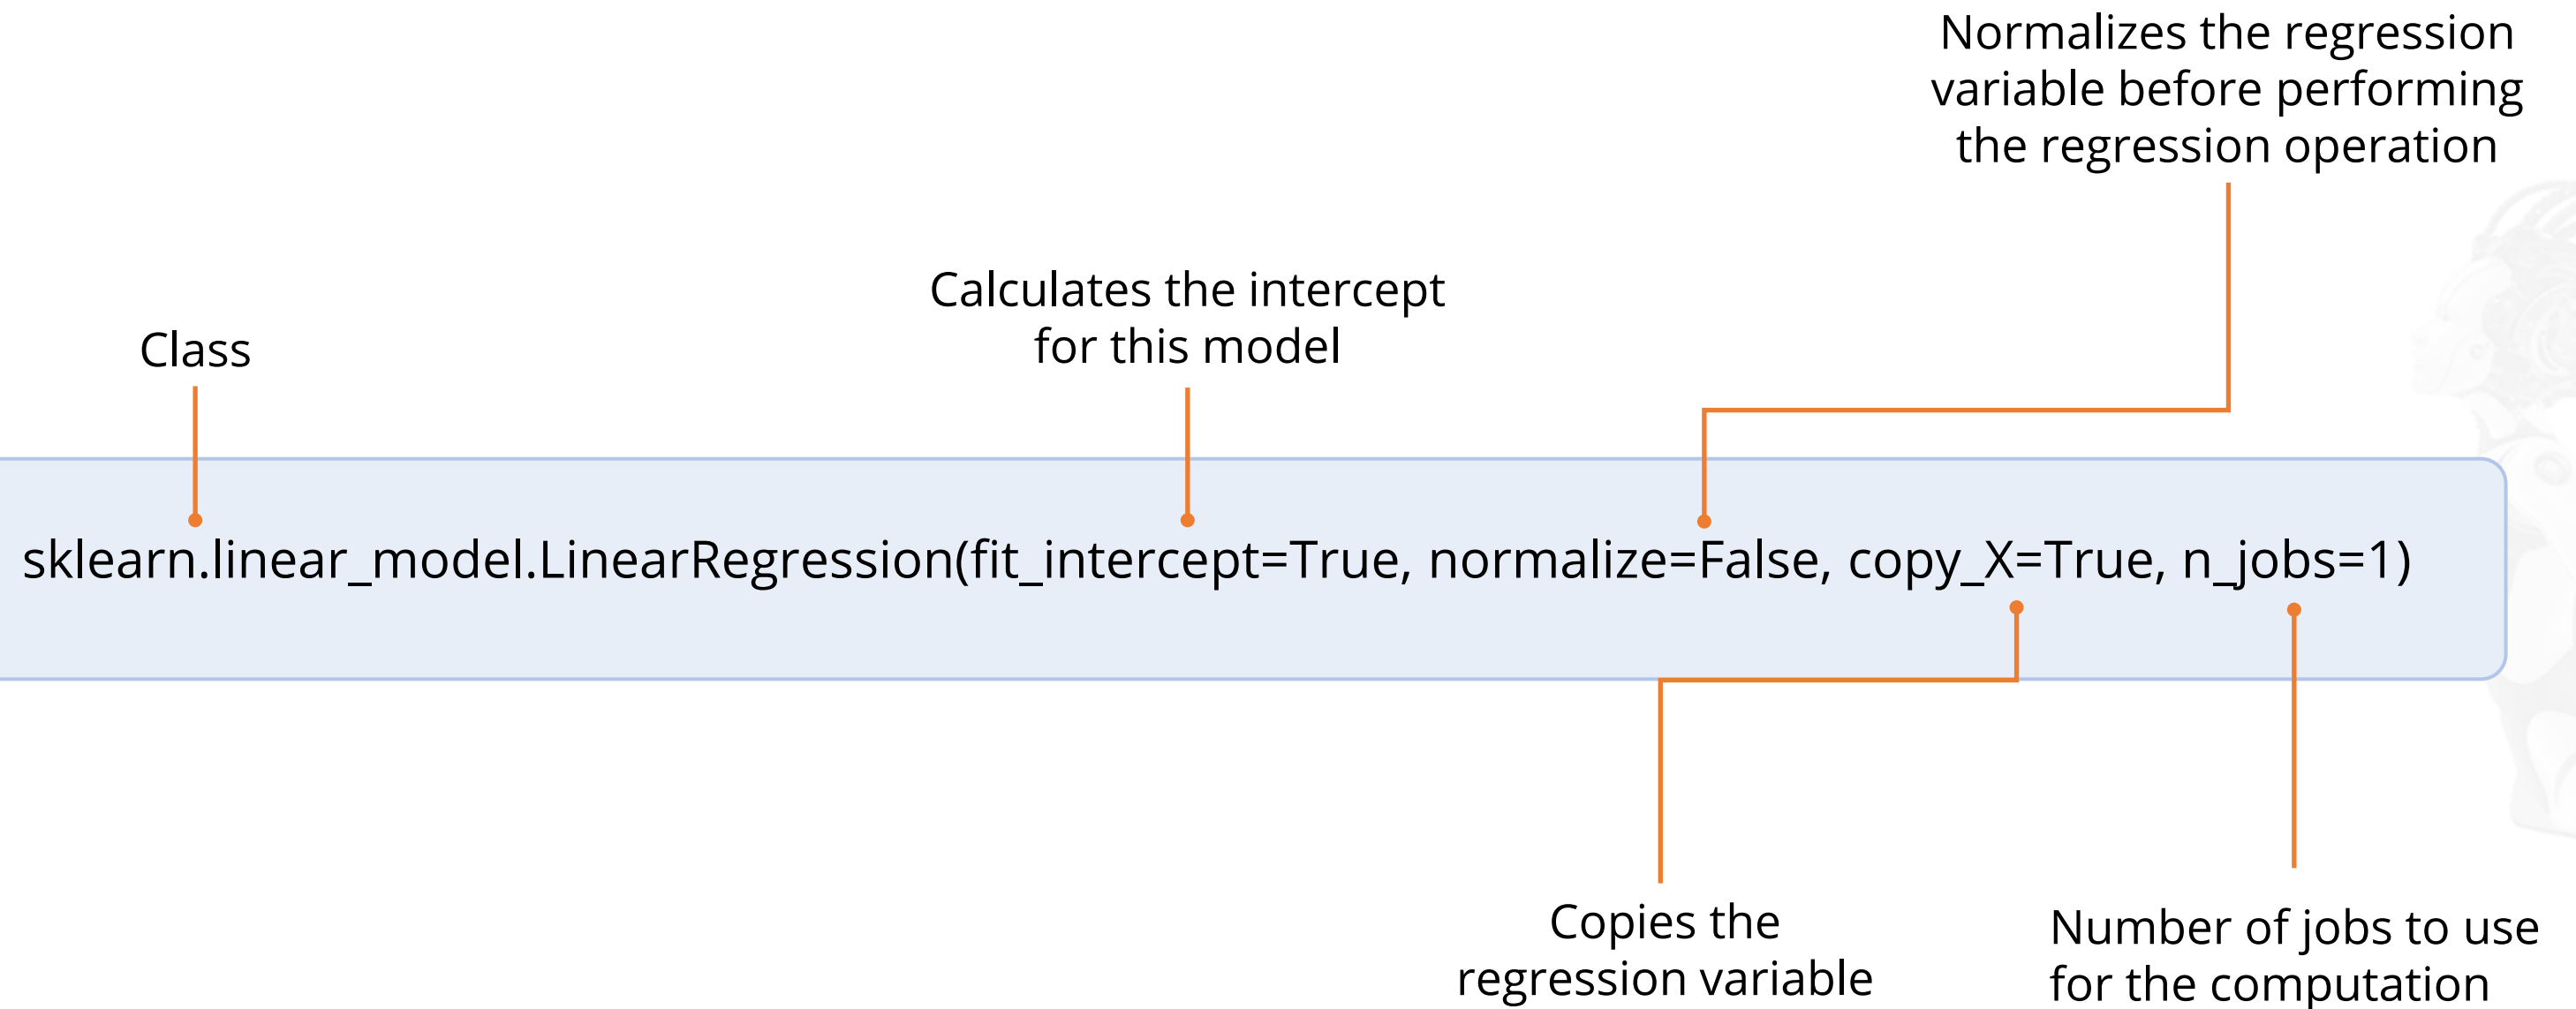 Normalizes the regression
variable before performing
the regression operation
Calculates the intercept
for this model
Class
sklearn.linear_model.LinearRegression(fit_intercept=True, normalize=False, copy_X=True, n_jobs=1)
Copies the
regression variable
Number of jobs to use
for the computation